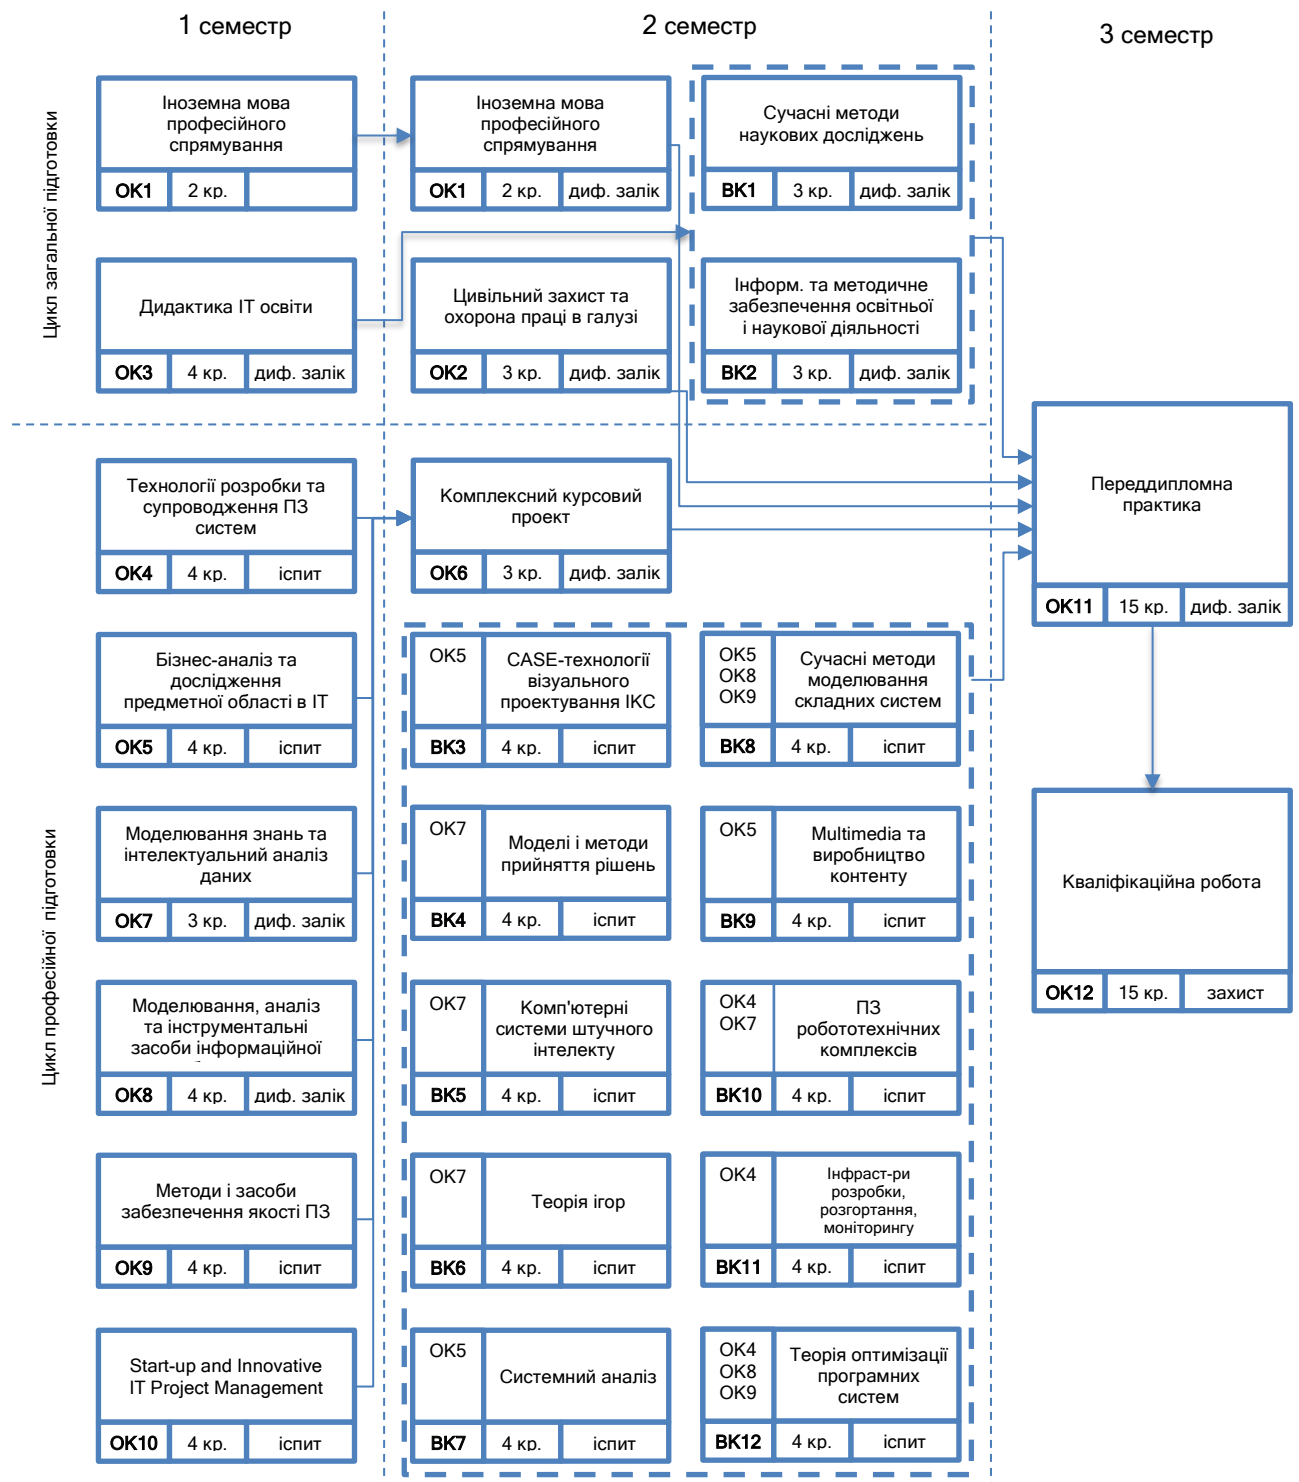 1 семестр
2 семестр
3 семестр
Цикл загальної підготовки
Іноземна мова
професійного
спрямування
ОК1 2 кр.
Іноземна мова
професійного
спрямування
ОК1 2 кр. диф. залік
Сучасні методи
наукових досліджень
ВК1 3 кр. диф. залік
Дидактика ІТ освіти
ОК3 4 кр. диф. залік
Цивільний захист та
охорона праці в галузі
ОК2 3 кр. диф. залік
Інформ. та методичне
забезпечення освітньої
і наукової діяльності
ВК2 3 кр. диф. залік
Цикл професійної підготовки
Технології розробки та
супроводження ПЗ
систем
ОК4 4 кр. іспит
Комплексний курсовий
проект
ОК6 3 кр. диф. залік
Переддипломна
практика
ОК11 15 кр. диф. залік
Бізнес-аналіз та
дослідження
предметної області в ІТ
ОК5 4 кр. іспит
ОК5
CASE-технології
візуального
проектування ІКС
ВК3 4 кр. іспит
ОК5
ОК8
ОК9
Сучасні методи
моделювання
складних систем
ВК8 4 кр. іспит
Моделювання знань та
інтелектуальний аналіз
даних
ОК7 3 кр. диф. залік
ОК7
Моделі і методи
прийняття рішень
ВК4 4 кр. іспит
ОК5
Multimedia та
виробництво
контенту
ВК9 4 кр. іспит
Кваліфікаційна робота
ОК12 15 кр. захист
Моделювання, аналіз
та інструментальні
засоби інформаційної
ОК8 4 кр. диф. залік
ОК7
Комп'ютерні
системи штучного
інтелекту
ВК5 4 кр. іспит
ОК4
ОК7
ПЗ
робототехнічних
комплексів
ВК10 4 кр. іспит
Методи і засоби
забезпечення якості ПЗ
ОК9 4 кр. іспит
ОК7
Теорія ігор
ВК6 4 кр. іспит
ОК4
Інфраст-ри
розробки,
розгортання,
моніторингу
ВК11 4 кр. іспит
Start-up and Innovative
IT Project Management
ОК10 4 кр. іспит
ОК5
Системний аналіз
ВК7 4 кр. іспит
ОК4
ОК8
ОК9
Теорія оптимізації
програмних
систем
ВК12 4 кр. іспит